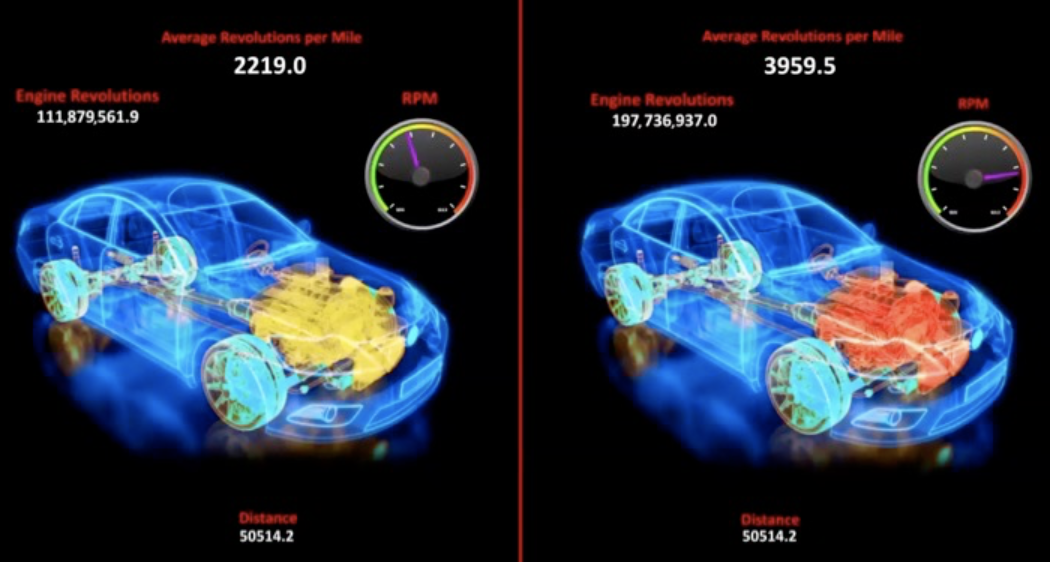 Average Revolutions per Mile
2219.0
Engine Revolutions
111,879,561.9
RPM
Distance
50514.2
Average Revolutions per Mile
3959.5
Engine Revolutions
197,736,937.0
RPM
Distance
50514.2